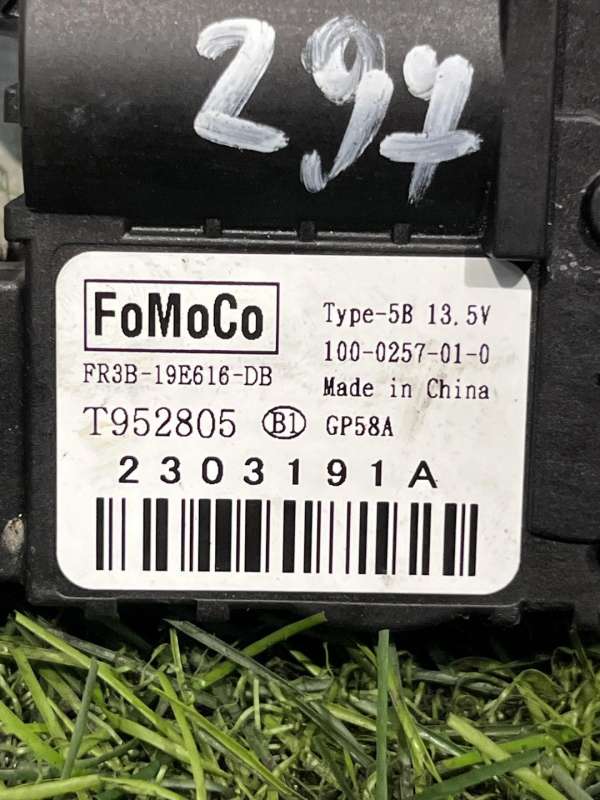 297
FoMoCo
FR3B-19E616-DB
T952805 B1
Type-5B 13.5V
100-0257-01-0
Made in China
GP58A
2303191A